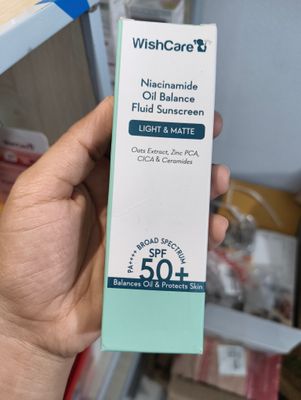 WishCare
Niacinamide
Oil Balance
Fluid Sunscreen
LIGHT & MATTE
Oats Extract, Zinc PCA,
CICA & Ceramides
PA++++ BROAD SPECTRUM
SPF
50+
Balances Oil & Protects Skin